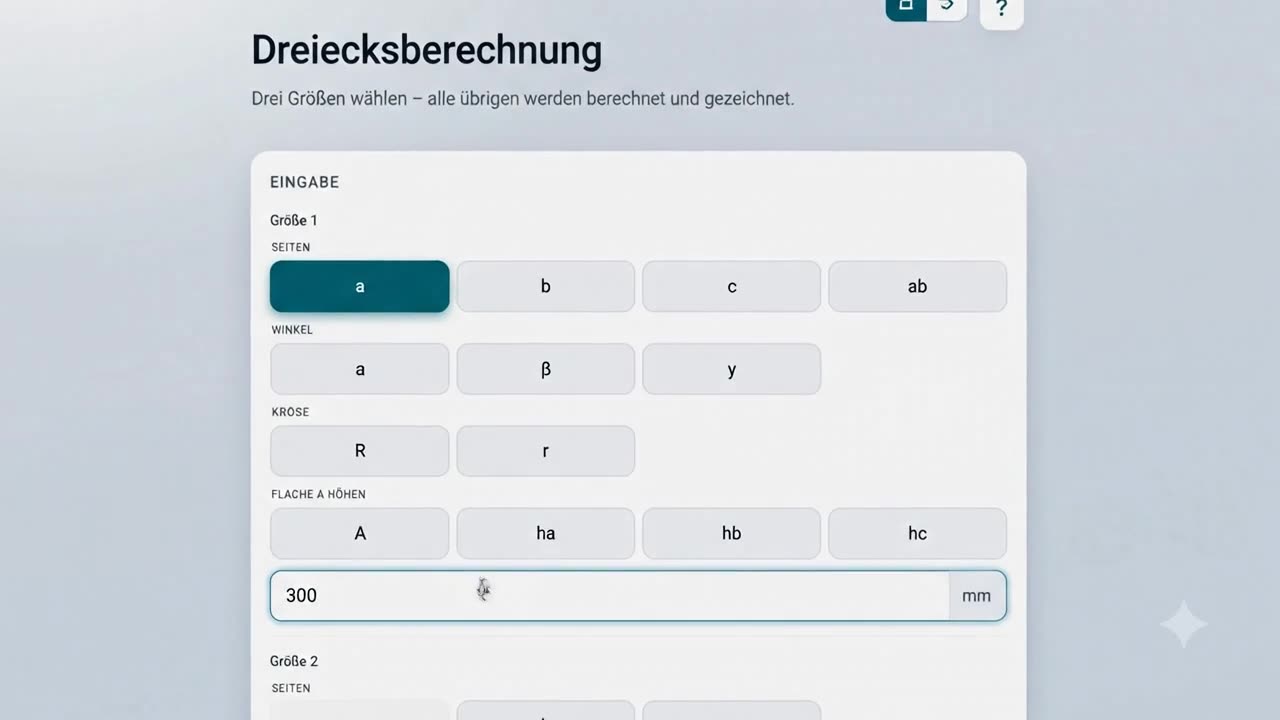 ?
Dreiecksberechnung
Drei Größen wählen – alle übrigen werden berechnet und gezeichnet.
EINGABE
Größe 1
SEITEN
a b c ab
WINKEL
a β y
KRÖSE
R r
FLACHE A HÖHEN
A ha hb hc
300 mm
Größe 2
SEITEN